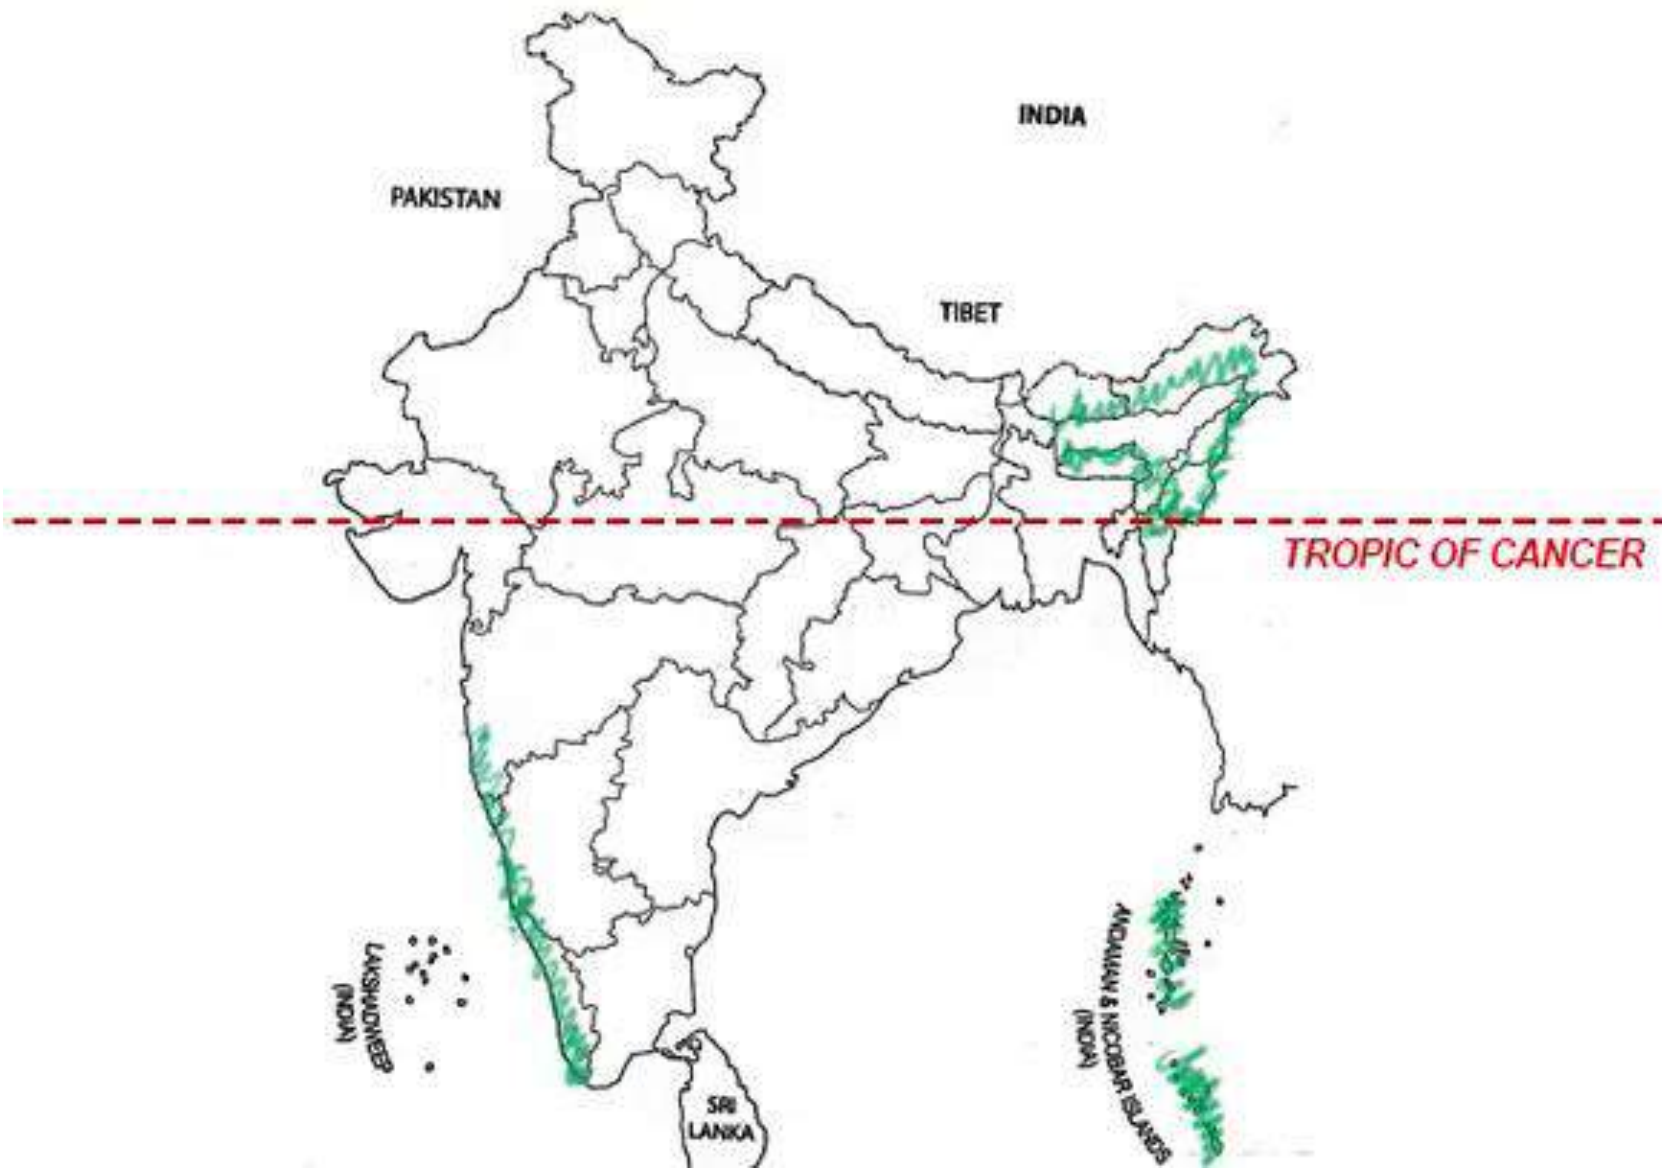 INDIA
PAKISTAN
TIBET
TROPIC OF CANCER
LAKSHADWEEP
(INDIA)
ANDAMAN & NICOBAR ISLANDS
(INDIA)
SRI
LANKA